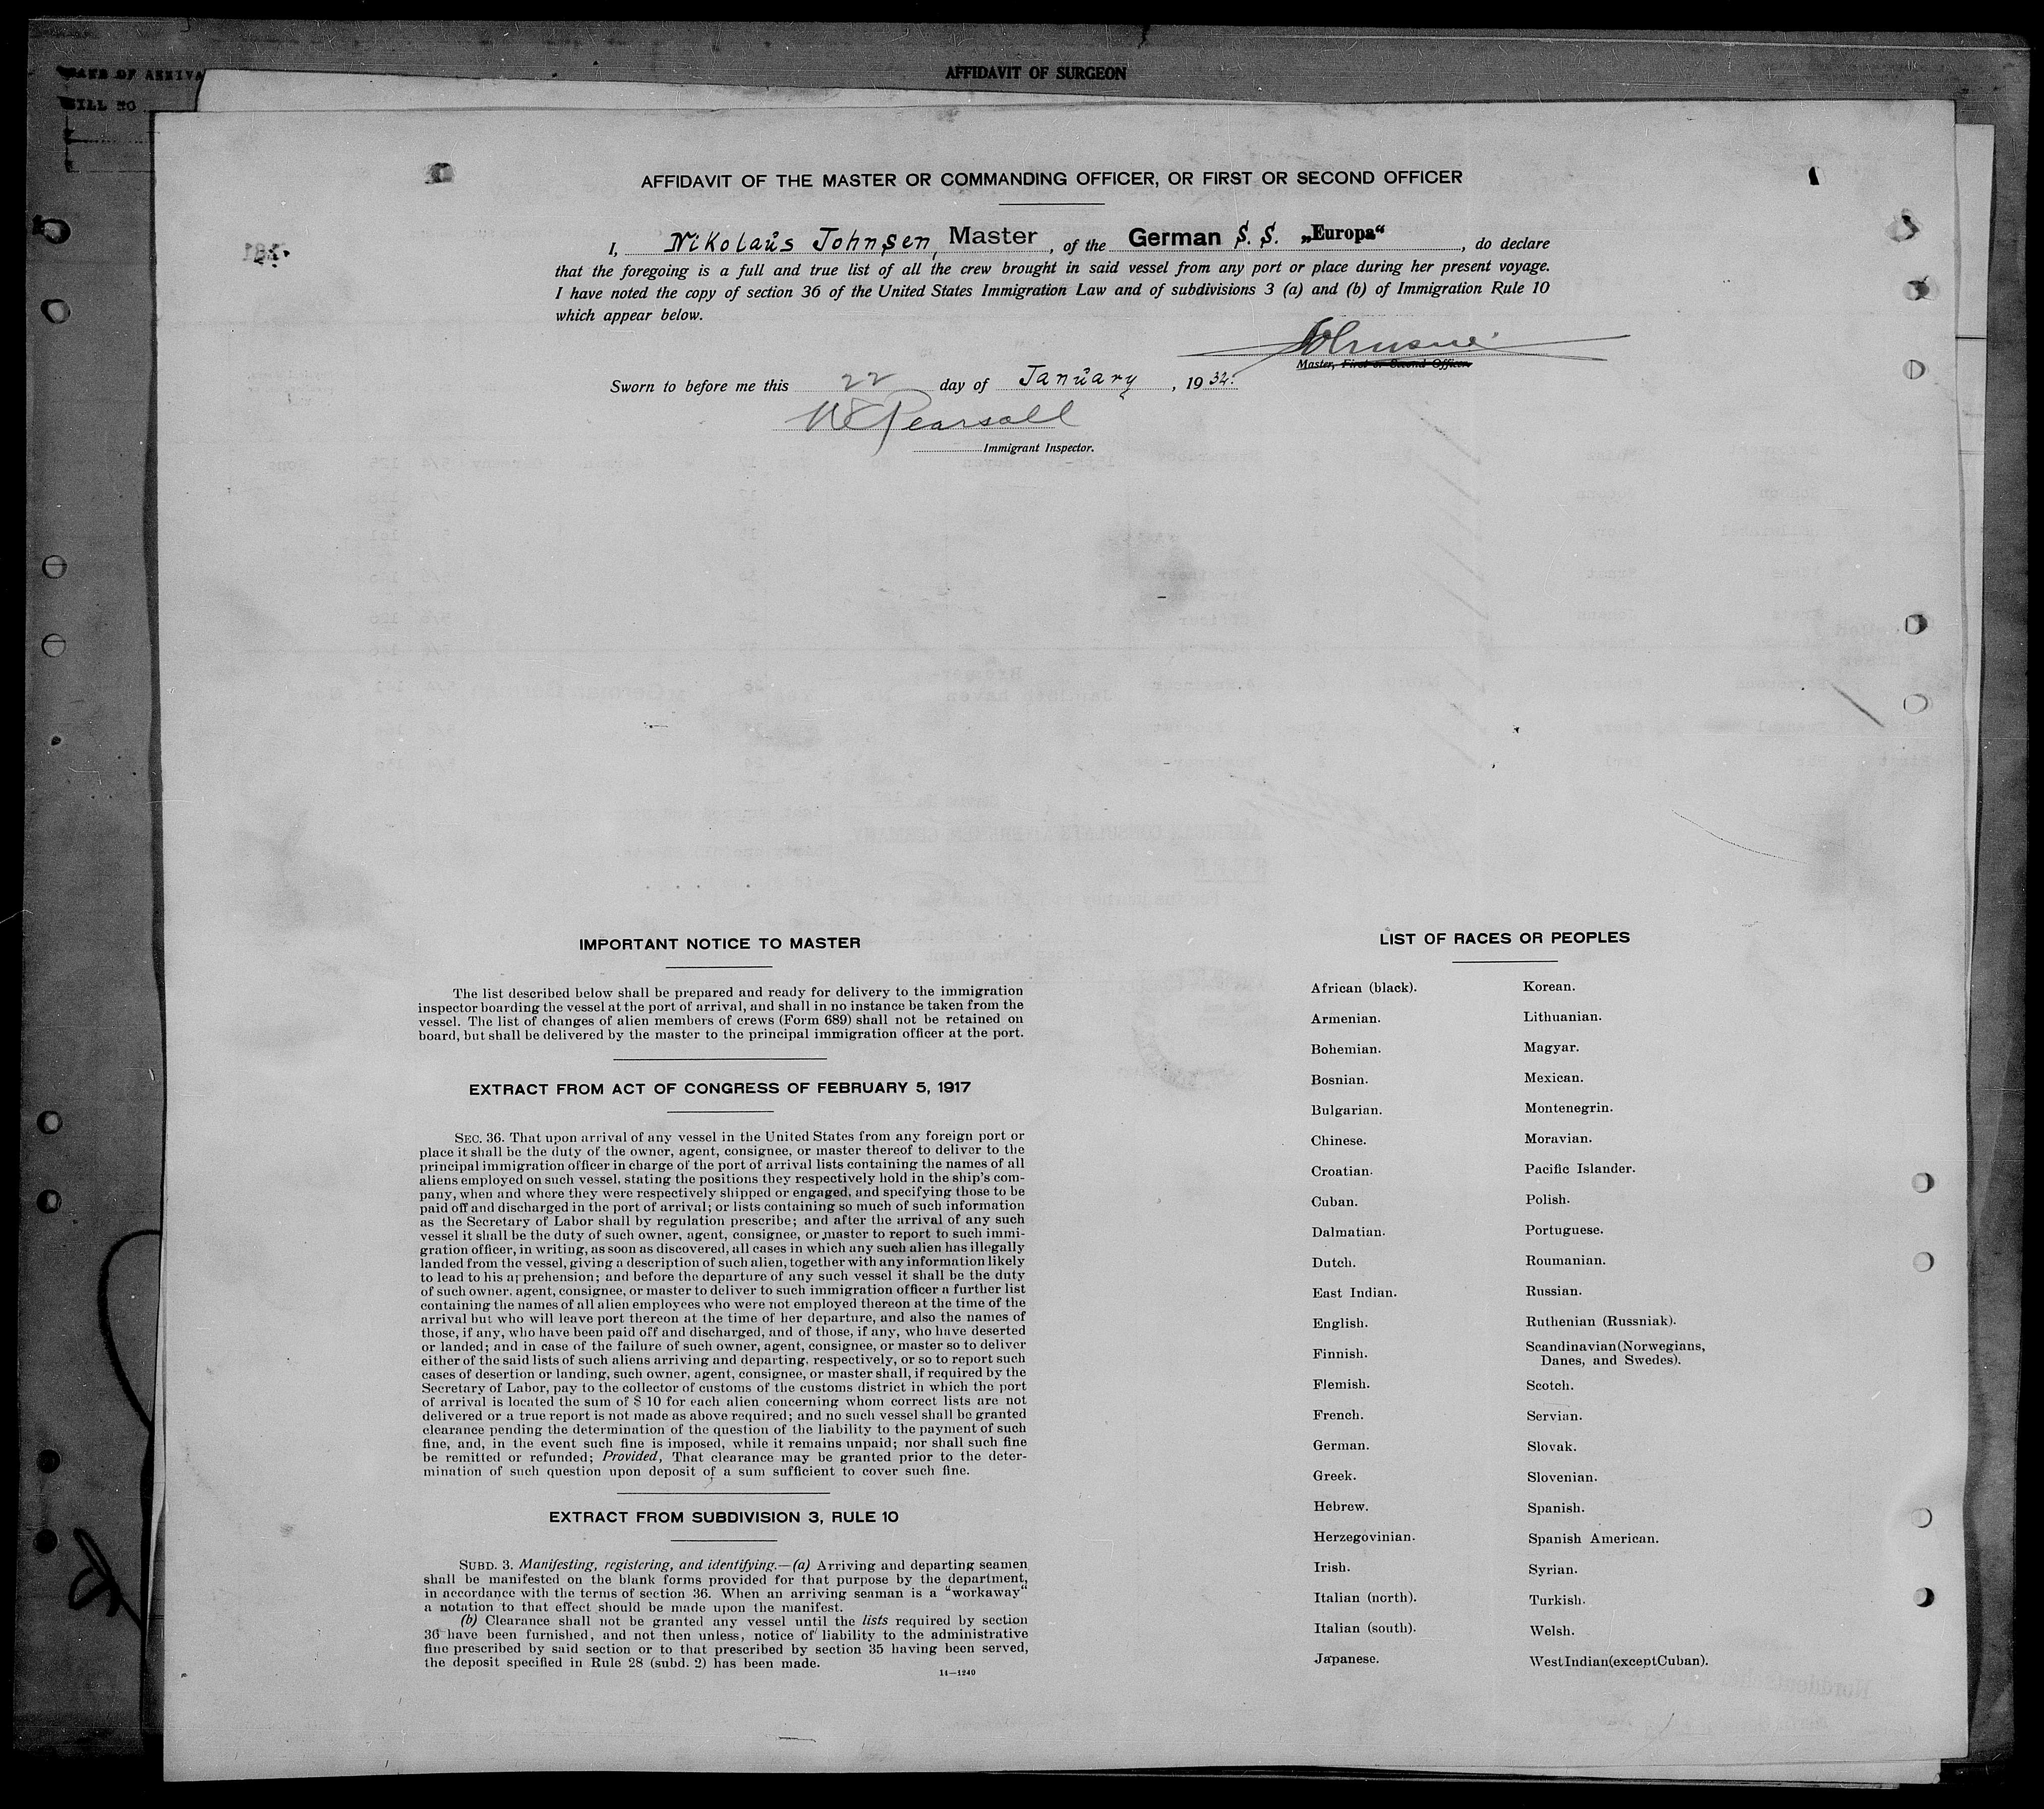 AFFIDAVIT OF SURGEON
AFFIDAVIT OF THE MASTER OR COMMANDING OFFICER, OR FIRST OR SECOND OFFICER
I, Nikolaus Johnsen, Master, of the German S. S. „Europa“, do declare
that the foregoing is a full and true list of all the crew brought in said vessel from any port or place during her present voyage.
I have noted the copy of section 36 of the United States Immigration Law and of subdivisions 3 (a) and (b) of Immigration Rule 10
which appear below.
Johnsen
Master, First or Second Officer.
Sworn to before me this 22 day of January, 1932.
Pearsall
Immigrant Inspector.
IMPORTANT NOTICE TO MASTER
The list described below shall be prepared and ready for delivery to the immigration
inspector boarding the vessel at the port of arrival, and shall in no instance be taken from the
vessel. The list of changes of alien members of crews (Form 689) shall not be retained on
board, but shall be delivered by the master to the principal immigration officer at the port.
EXTRACT FROM ACT OF CONGRESS OF FEBRUARY 5, 1917
SEC. 36. That upon arrival of any vessel in the United States from any foreign port or
place it shall be the duty of the owner, agent, consignee, or master thereof to deliver to the
principal immigration officer in charge of the port of arrival lists containing the names of all
aliens employed on such vessel, stating the positions they respectively hold in the ship's com-
pany, when and where they were respectively shipped or engaged, and specifying those to be
paid off and discharged in the port of arrival; or lists containing so much of such information
as the Secretary of Labor shall by regulation prescribe; and after the arrival of any such
vessel it shall be the duty of such owner, agent, consignee, or master to report to such immi-
gration officer, in writing, as soon as discovered, all cases in which any such alien has illegally
landed from the vessel, giving a description of such alien, together with any information likely
to lead to his apprehension; and before the departure of any such vessel it shall be the duty
of such owner, agent, consignee, or master to deliver to such immigration officer a further list
containing the names of all alien employees who were not employed thereon at the time of the
arrival but who will leave port thereon at the time of her departure, and also the names of
those, if any, who have been paid off and discharged, and of those, if any, who have deserted
or landed; and in case of the failure of such owner, agent, consignee, or master so to deliver
either of the said lists of such aliens arriving and departing, respectively, or so to report such
cases of desertion or landing, such owner, agent, consignee, or master shall, if required by the
Secretary of Labor, pay to the collector of customs of the customs district in which the port
of arrival is located the sum of $ 10 for each alien concerning whom correct lists are not
delivered or a true report is not made as above required; and no such vessel shall be granted
clearance pending the determination of the question of the liability to the payment of such
fine, and, in the event such fine is imposed, while it remains unpaid; nor shall such fine
be remitted or refunded; Provided, That clearance may be granted prior to the deter-
mination of such question upon deposit of a sum sufficient to cover such fine.
EXTRACT FROM SUBDIVISION 3, RULE 10
SUBD. 3. Manifesting, registering, and identifying.—(a) Arriving and departing seamen
shall be manifested on the blank forms provided for that purpose by the department,
in accordance with the terms of section 36. When an arriving seaman is a “workaway“
a notation to that effect should be made upon the manifest.
(b) Clearance shall not be granted any vessel until the lists required by section
36 have been furnished, and not then unless, notice of liability to the administrative
fine prescribed by said section or to that prescribed by section 35 having been served,
the deposit specified in Rule 28 (subd. 2) has been made.
14—1240
LIST OF RACES OR PEOPLES
African (black).
Armenian.
Bohemian.
Bosnian.
Bulgarian.
Chinese.
Croatian.
Cuban.
Dalmatian.
Dutch.
East Indian.
English.
Finnish.
Flemish.
French.
German.
Greek.
Hebrew.
Herzegovinian.
Irish.
Italian (north).
Italian (south).
Japanese.
Korean.
Lithuanian.
Magyar.
Mexican.
Montenegrin.
Moravian.
Pacific Islander.
Polish.
Portuguese.
Roumanian.
Russian.
Ruthenian (Russniak).
Scandinavian (Norwegians,
Danes, and Swedes).
Scotch.
Servian.
Slovak.
Slovenian.
Spanish.
Spanish American.
Syrian.
Turkish.
Welsh.
West Indian (except Cuban).